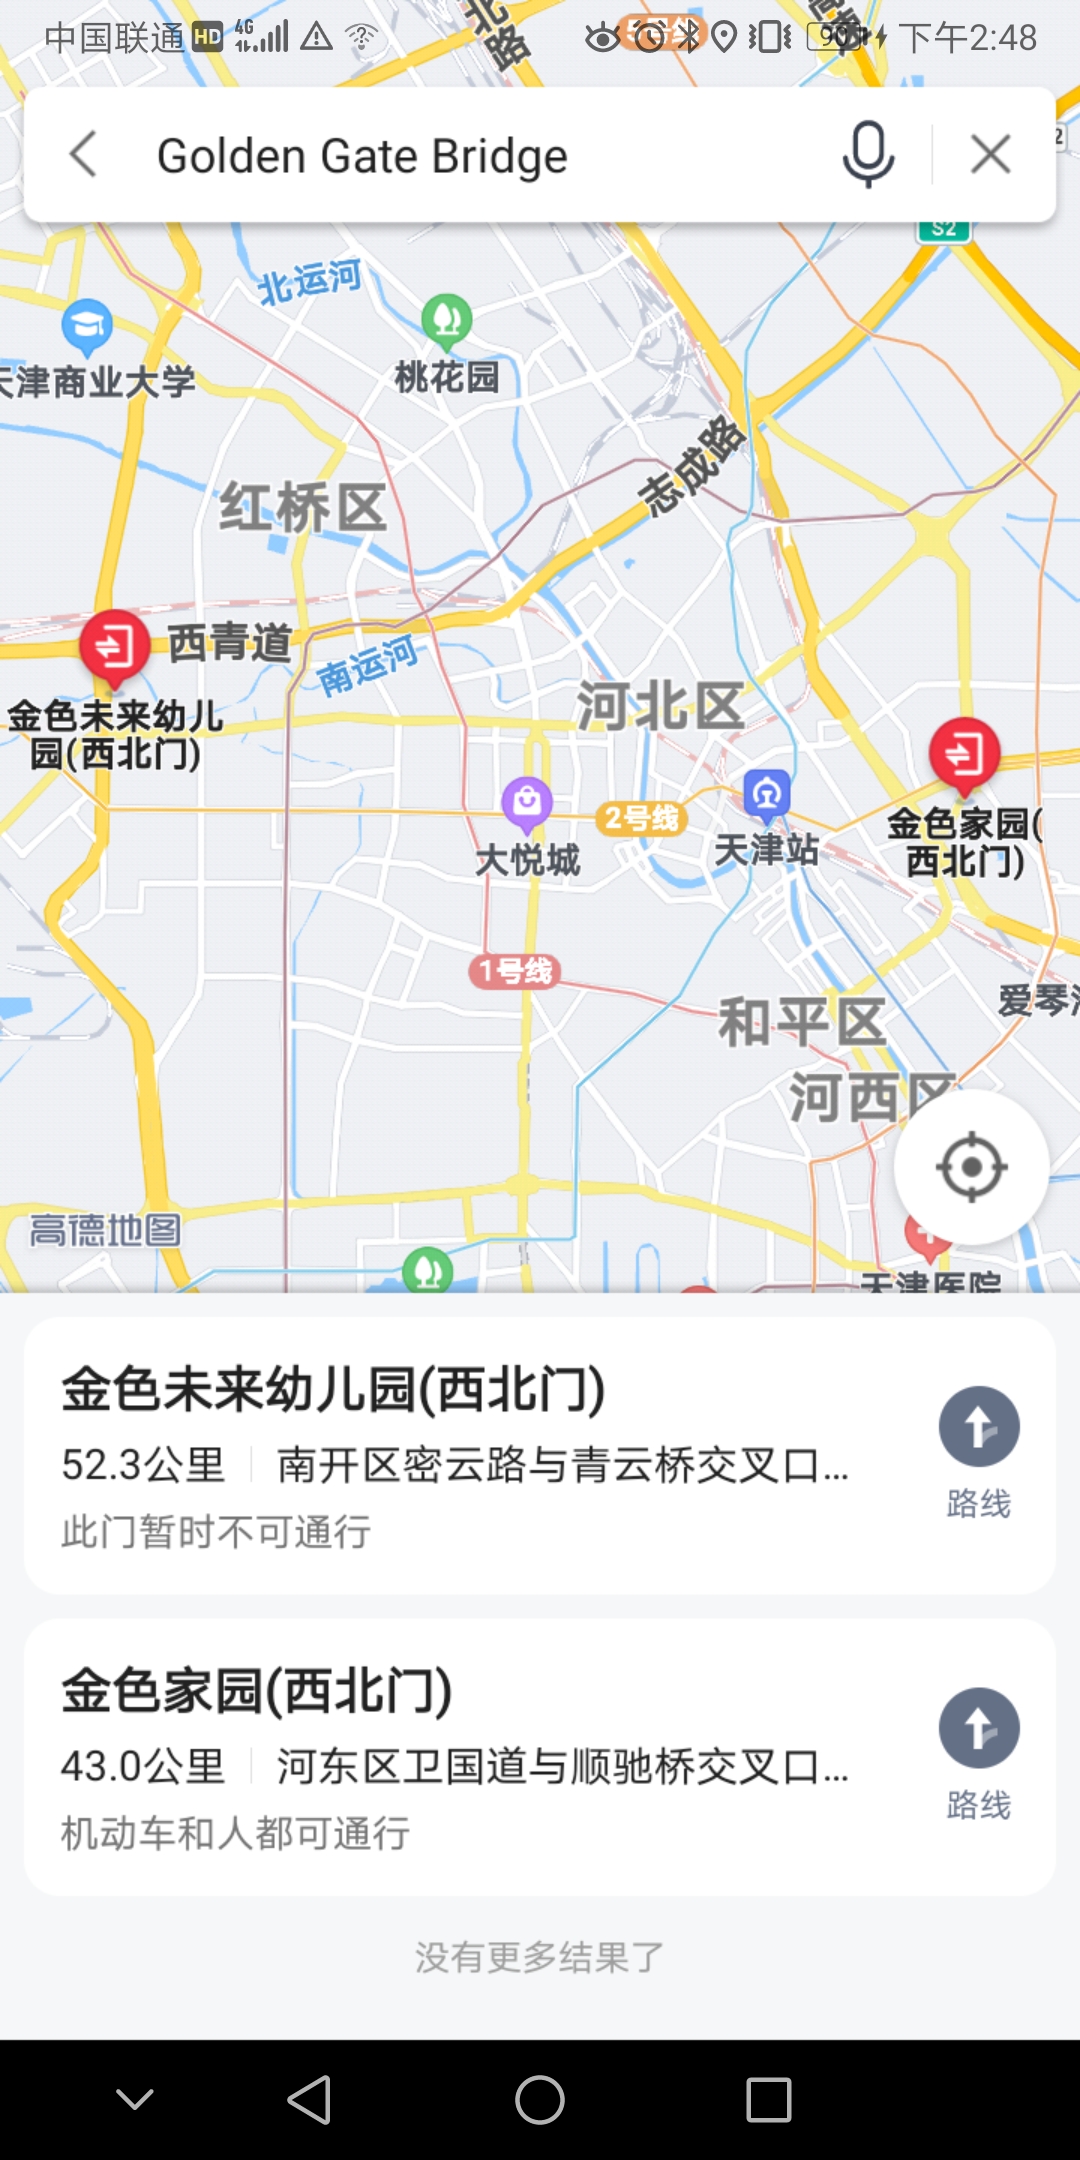 中国联通 HD 4G 90 下午2:48
Golden Gate Bridge
S2
北运河
桃花园
天津商业大学
志成路
红桥区
西青道
南运河
金色未来幼儿
园(西北门)
河北区
2号线
天津站
大悦城
金色家园(
西北门)
1号线
和平区
爱琴
河西区
高德地图
天津医院
金色未来幼儿园(西北门)
52.3公里 南开区密云路与青云桥交叉口...
此门暂时不可通行
路线
金色家园(西北门)
43.0公里 河东区卫国道与顺驰桥交叉口...
机动车和人都可通行
路线
没有更多结果了